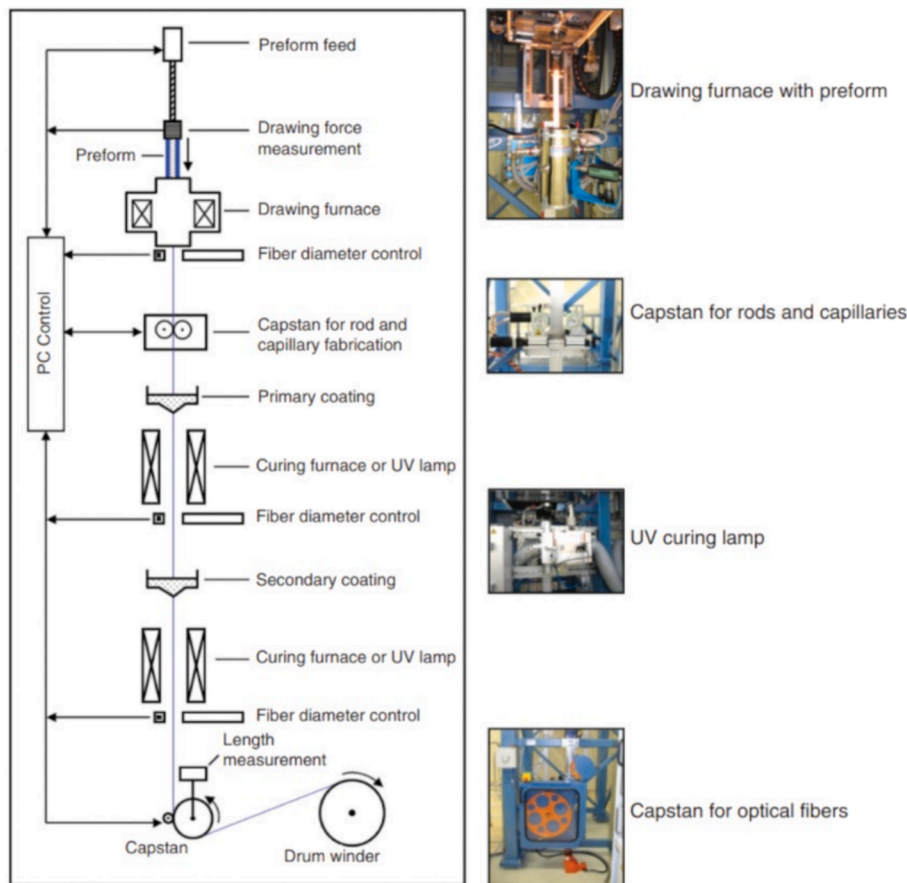 Preform feed
Drawing force
measurement
Preform
Drawing furnace
Fiber diameter control
PC Control
Capstan for rod and
capillary fabrication
Primary coating
Curing furnace or UV lamp
Fiber diameter control
Secondary coating
Curing furnace or UV lamp
Fiber diameter control
Length
measurement
Capstan
Drum winder
Drawing furnace with preform
Capstan for rods and capillaries
UV curing lamp
Capstan for optical fibers